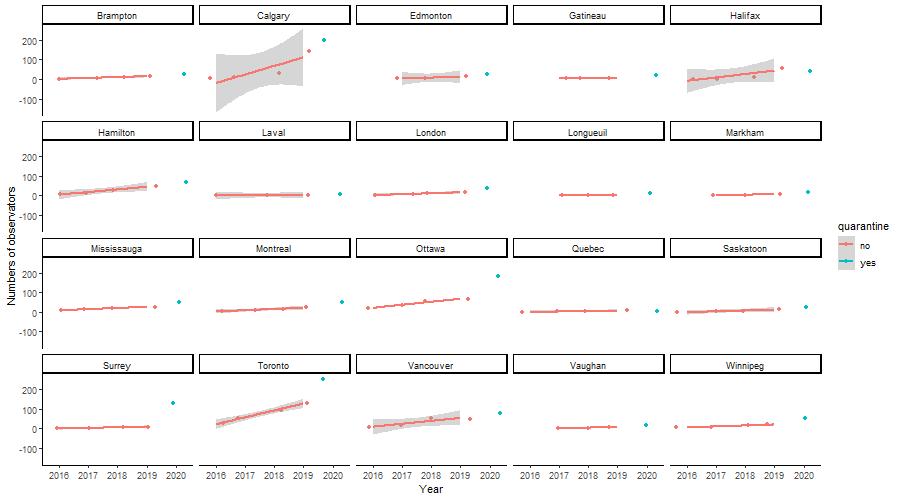 Brampton Calgary Edmonton Gatineau Halifax
200
100
0
-100
Hamilton Laval London Longueuil Markham
200
100
0
-100
Mississauga Montreal Ottawa Quebec Saskatoon
200
100
0
-100
Surrey Toronto Vancouver Vaughan Winnipeg
200
100
0
-100
2016 2017 2018 2019 2020 2016 2017 2018 2019 2020 2016 2017 2018 2019 2020 2016 2017 2018 2019 2020 2016 2017 2018 2019 2020
Year
Numbers of observators
quarantine
no
yes